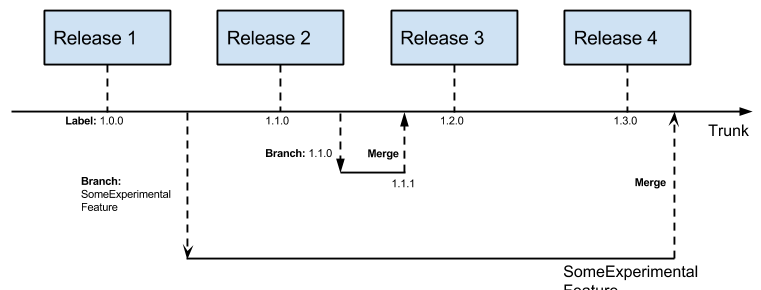 Release 1
Release 2
Release 3
Release 4
Label: 1.0.0
1.1.0
1.2.0
1.3.0
Trunk
Branch: 1.1.0
Merge
1.1.1
Branch:
SomeExperimental
Feature
Merge
SomeExperimental
Feature